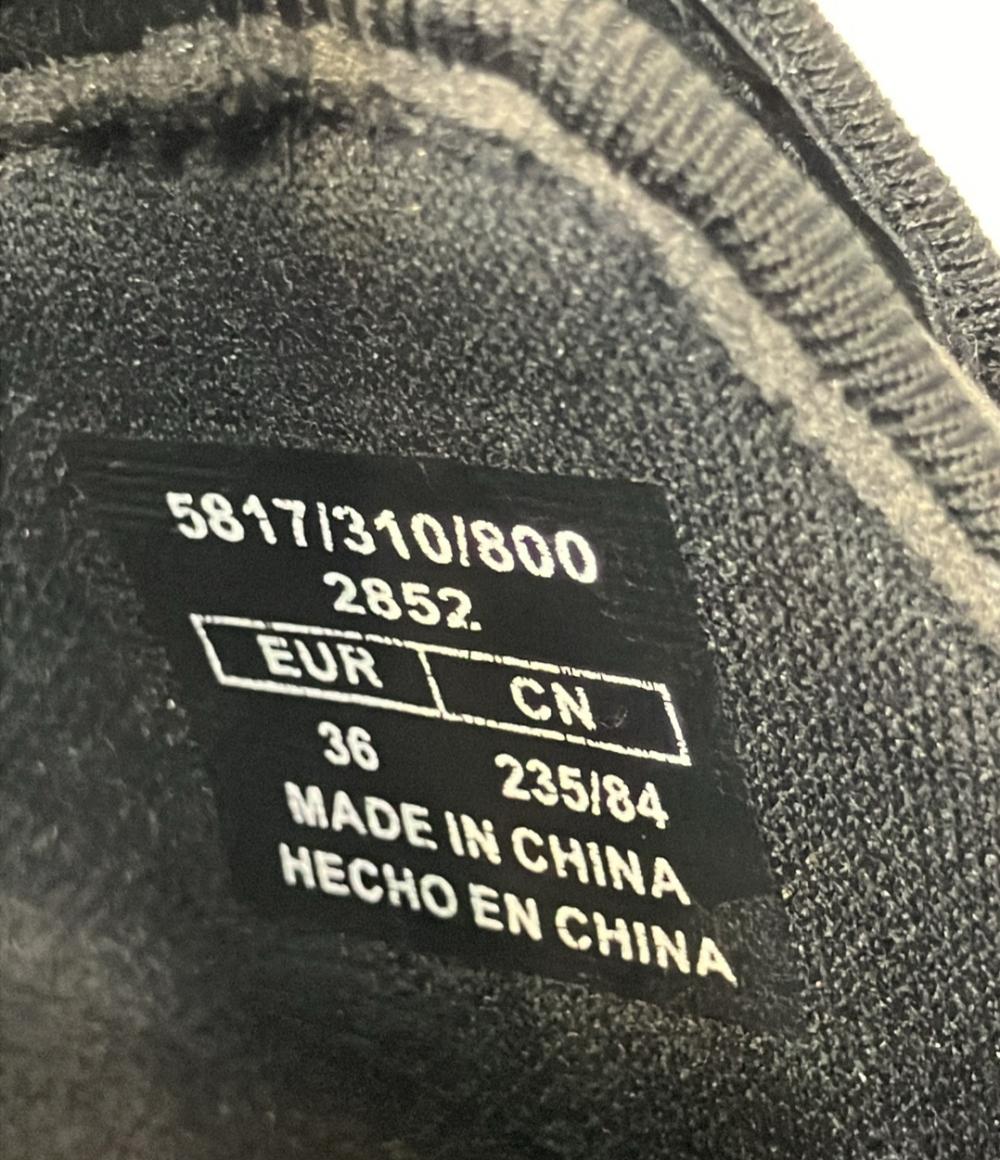 5817/310/800
2852.
EUR CN
36 235/84
MADE IN CHINA
HECHO EN CHINA